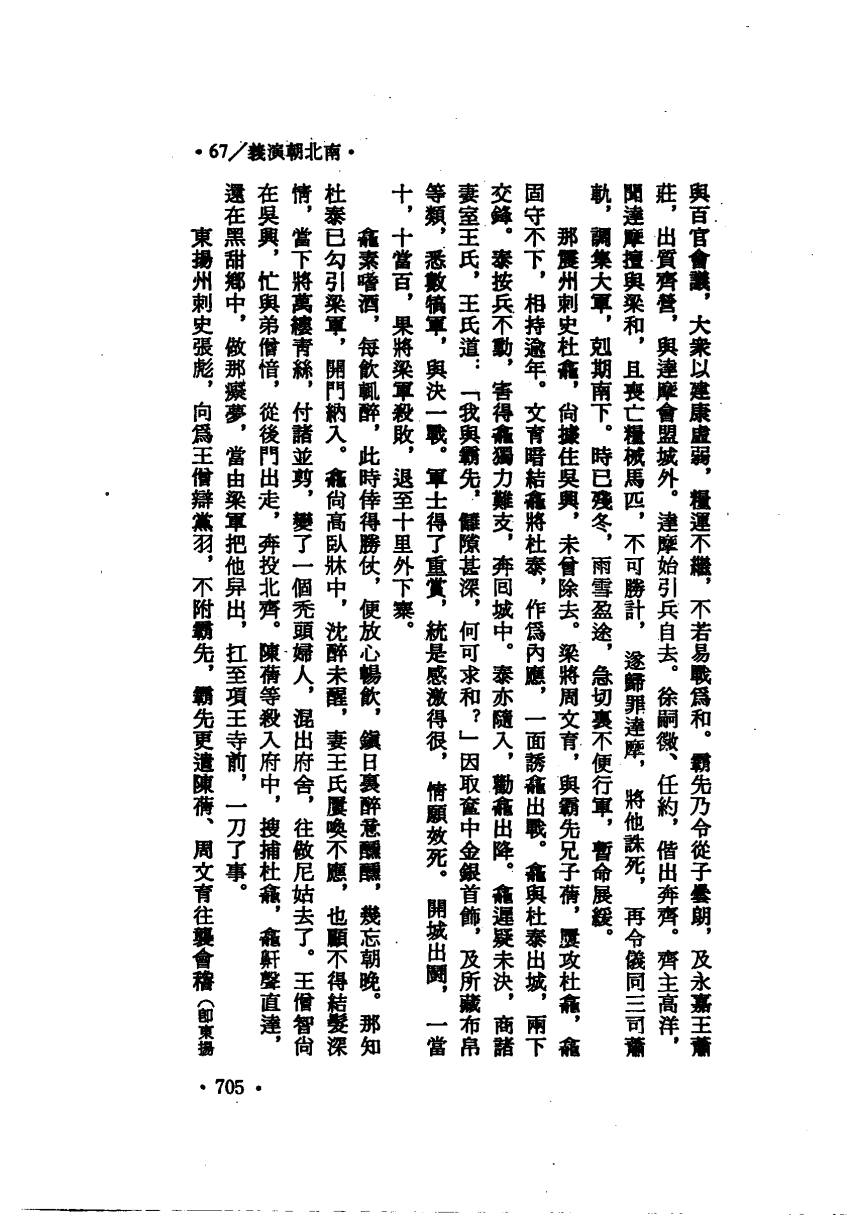 •67／義演朝北南•
與百官會議，大衆以建康虛弱，糧運不繼，不若易戰爲和。霸先乃令從子曇朗，及永嘉王蕭
莊，出質齊營，與達摩會盟城外。達摩始引兵自去。徐嗣徽、任約，偕出奔齊。齊主高洋，
聞達摩擅與梁和，且喪亡糧械馬匹，不可勝計，遂歸罪達摩，將他誅死，再令儀同三司蕭
軌，調集大軍，剋期南下。時已殘冬，雨雪盈途，急切裏不便行軍，暫命展緩。
那震州刺史杜龕，尙據住吳興，未曾除去。梁將周文育，與霸先兄子蒨，屢攻杜龕，龕
固守不下，相持逾年。文育暗結龕將杜泰，作爲內應，一面誘龕出戰。龕與杜泰出城，兩下
交鋒。泰按兵不動，害得龕獨力難支，奔回城中。泰亦隨入，勸龕出降。龕遲疑未決，商諸
妻室王氏，王氏道：「我與霸先，讎隙甚深，何可求和？」因取奩中金銀首飾，及所藏布帛
等類，悉數犒軍，與決一戰。軍士得了重賞，統是感激得很，情願效死。開城出鬭，一當
十，十當百，果將梁軍殺敗，退至十里外下寨。
龕素嗜酒，每飮輒醉，此時倖得勝仗，便放心暢飮，鎭日裏醉意醺醺，幾忘朝晚。那知
杜泰已勾引梁軍，開門納入。龕尙高臥牀中，沈醉未醒，妻王氏屢喚不應，也顧不得結髮深
情，當下將萬縷靑絲，付諸並剪，變了一個禿頭婦人，混出府舍，往做尼姑去了。王僧智尙
在吳興，忙與弟僧愔，從後門出走，奔投北齊。陳蒨等殺入府中，搜捕杜龕，龕鼾聲直達，
還在黑甜鄕中，做那癡夢，當由梁軍把他舁出，扛至項王寺前，一刀了事。
東揚州刺史張彪，向爲王僧辯黨羽，不附霸先，霸先更遣陳蒨、周文育往襲會稽（卽東揚
•705•